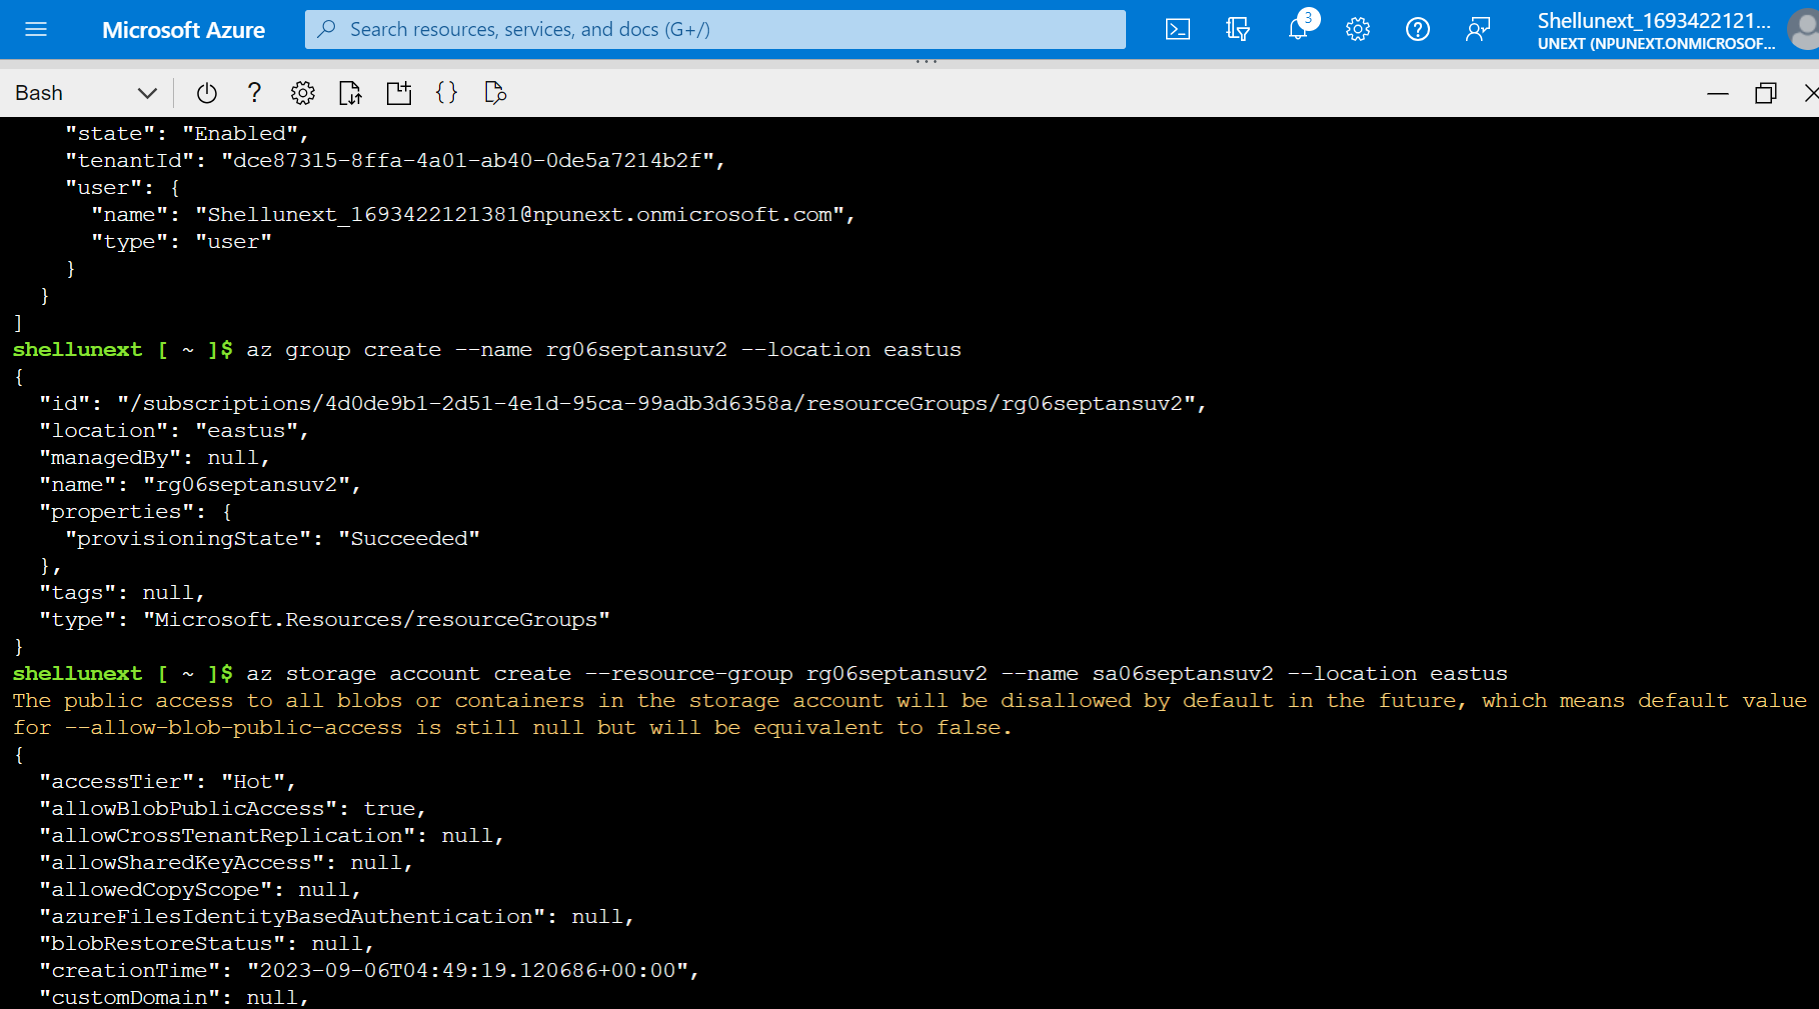 Microsoft Azure
Search resources, services, and docs (G+/)
3
Shellunext_1693422121...
UNEXT (NPUNEXT.ONMICROSOF...
Bash
    "state": "Enabled",
    "tenantId": "dce87315-8ffa-4a01-ab40-0de5a7214b2f",
    "user": {
      "name": "Shellunext_1693422121381@npunext.onmicrosoft.com",
      "type": "user"
    }
  }
]
shellunext [ ~ ]$ az group create --name rg06septansuv2 --location eastus
{
  "id": "/subscriptions/4d0de9b1-2d51-4e1d-95ca-99adb3d6358a/resourceGroups/rg06septansuv2",
  "location": "eastus",
  "managedBy": null,
  "name": "rg06septansuv2",
  "properties": {
    "provisioningState": "Succeeded"
  },
  "tags": null,
  "type": "Microsoft.Resources/resourceGroups"
}
shellunext [ ~ ]$ az storage account create --resource-group rg06septansuv2 --name sa06septansuv2 --location eastus
The public access to all blobs or containers in the storage account will be disallowed by default in the future, which means default value
for --allow-blob-public-access is still null but will be equivalent to false.
{
  "accessTier": "Hot",
  "allowBlobPublicAccess": true,
  "allowCrossTenantReplication": null,
  "allowSharedKeyAccess": null,
  "allowedCopyScope": null,
  "azureFilesIdentityBasedAuthentication": null,
  "blobRestoreStatus": null,
  "creationTime": "2023-09-06T04:49:19.120686+00:00",
  "customDomain": null,